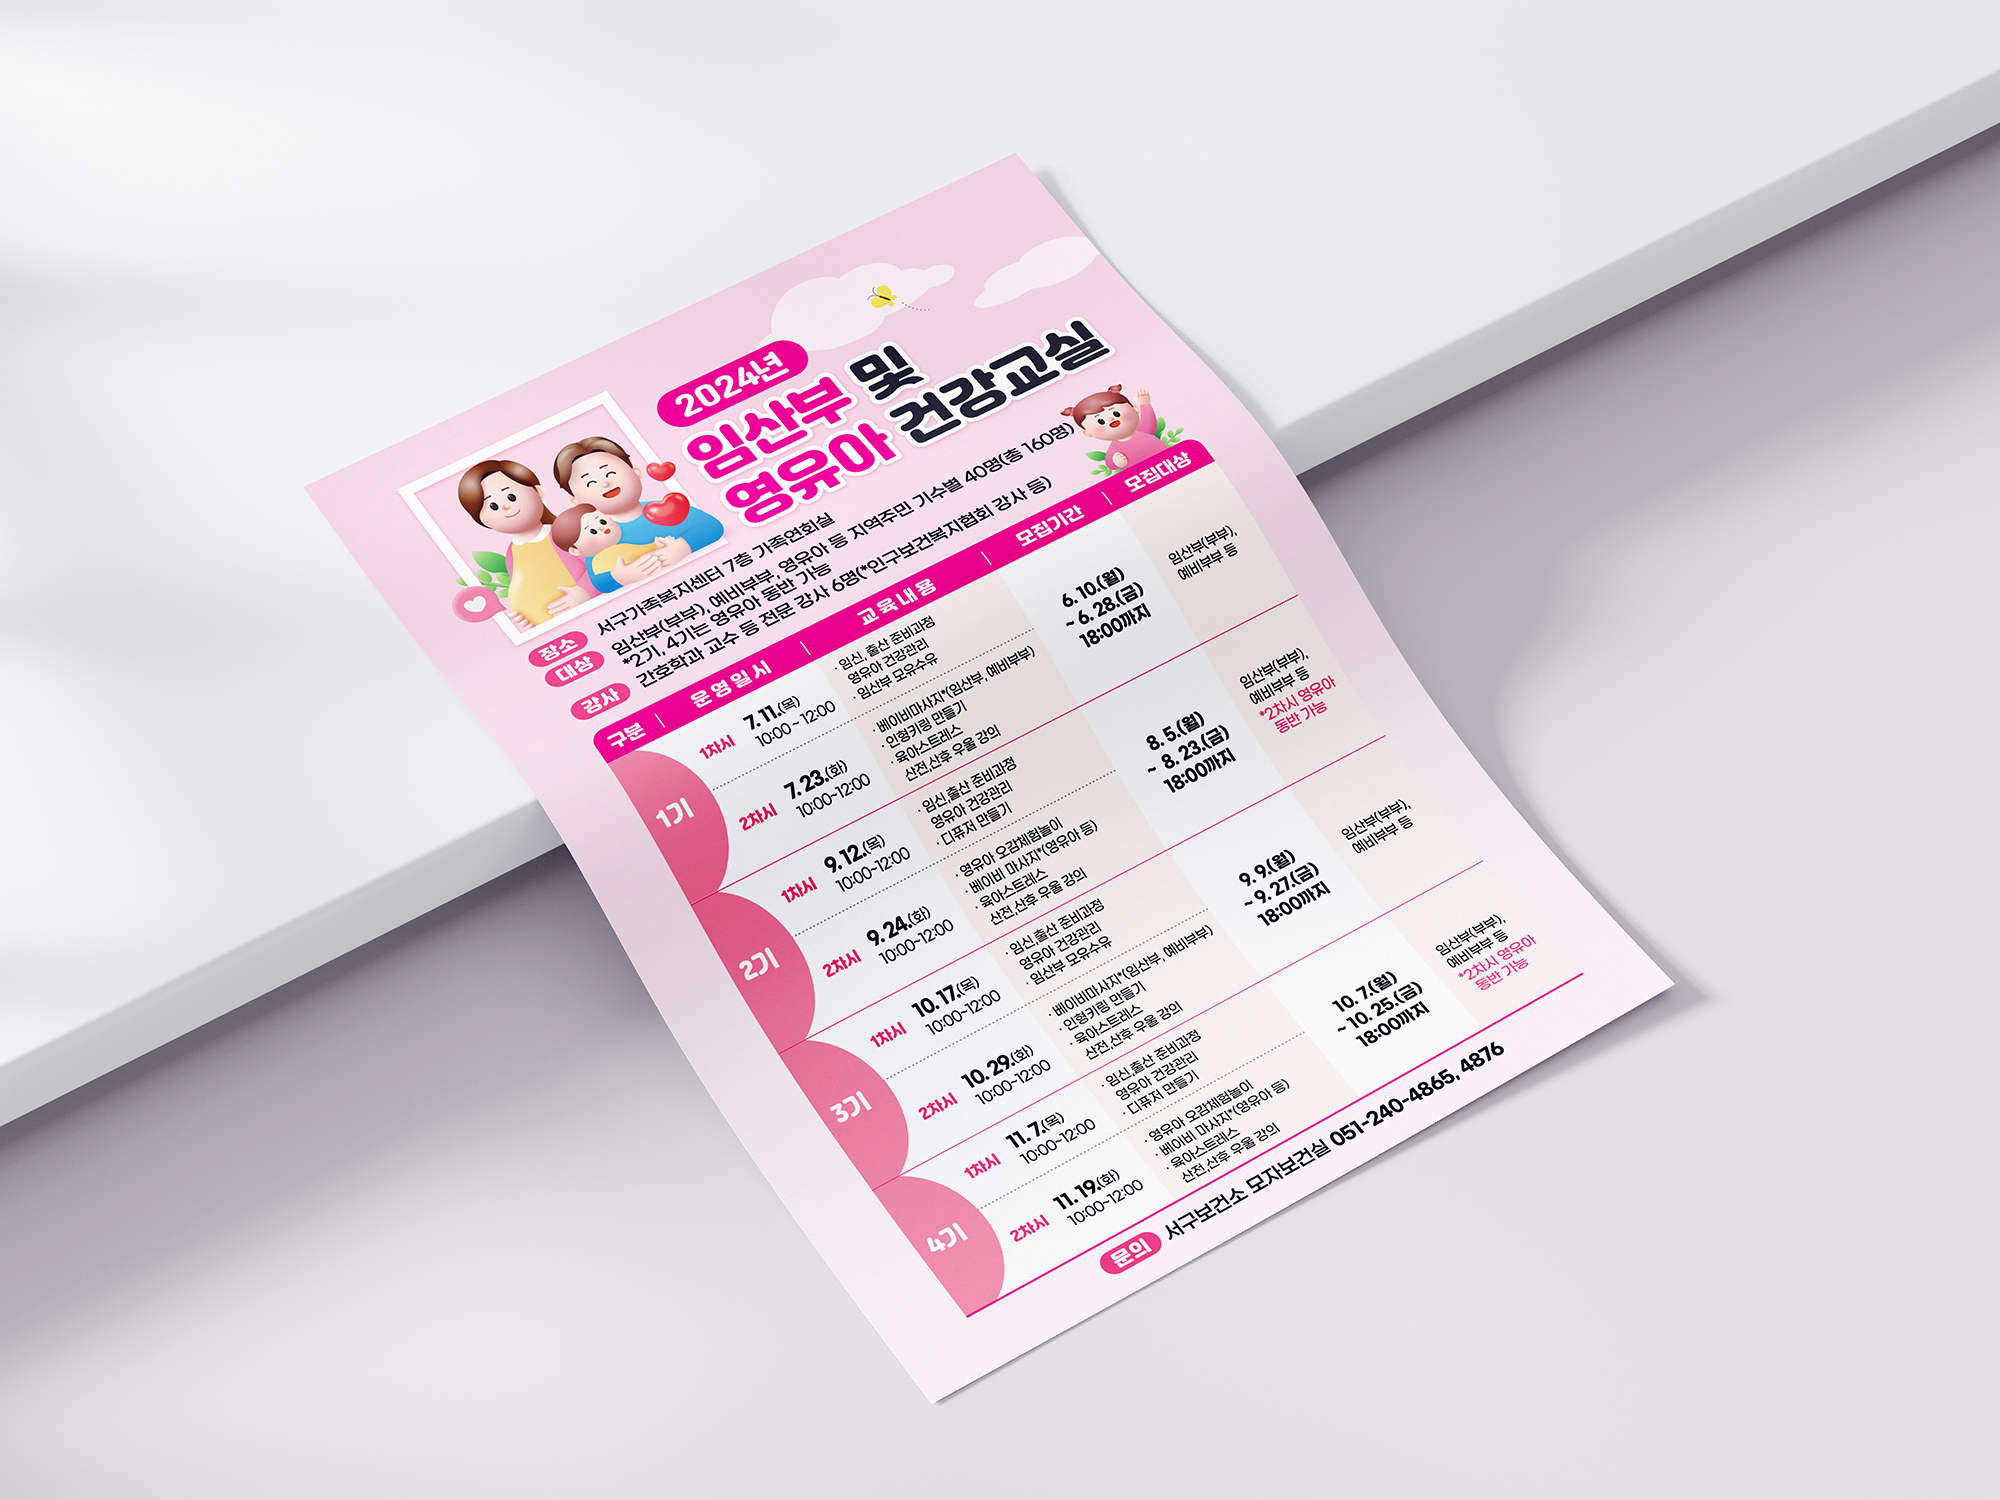 2024년
임산부 및
영유아 건강교실
장소 서구가족복지센터 7층 가족연회실
대상 임산부(부부), 예비부부, 영유아 등 지역주민 기수별 40명(총 160명)
*2기, 4기는 영유아 동반 가능
강사 간호학과 교수 등 전문 강사 6명(*인구보건복지협회 강사 등)
구분 | 운영일시 | 교육내용 | 모집기간 | 모집대상
1기
1차시 7. 11.(목)
10:00 ~ 12:00
· 임신, 출산 준비과정
영유아 건강관리
· 임산부 모유수유
2차시 7. 23.(화)
10:00~12:00
· 베이비마사지*(임산부, 예비부부)
· 인형키링 만들기
· 육아스트레스
산전,산후 우울 강의
6. 10.(월)
~ 6. 28.(금)
18:00까지
임산부(부부),
예비부부 등
2기
1차시 9. 12.(목)
10:00~12:00
· 임신,출산 준비과정
영유아 건강관리
· 디퓨저 만들기
2차시 9. 24.(화)
10:00~12:00
· 영유아 오감체험놀이
· 베이비 마사지*(영유아 등)
· 육아스트레스
산전,산후 우울 강의
8. 5.(월)
~ 8. 23.(금)
18:00까지
임산부(부부),
예비부부 등
*2차시 영유아
동반 가능
3기
1차시 10. 17.(목)
10:00~12:00
· 임신,출산 준비과정
영유아 건강관리
· 임산부 모유수유
2차시 10. 29.(화)
10:00~12:00
· 베이비마사지*(임산부, 예비부부)
· 인형키링 만들기
· 육아스트레스
산전,산후 우울 강의
9. 9.(월)
~ 9. 27.(금)
18:00까지
임산부(부부),
예비부부 등
4기
1차시 11. 7.(목)
10:00~12:00
· 임신,출산 준비과정
영유아 건강관리
· 디퓨저 만들기
2차시 11. 19.(화)
10:00~12:00
· 영유아 오감체험놀이
· 베이비 마사지*(영유아 등)
· 육아스트레스
산전,산후 우울 강의
10. 7.(월)
~ 10. 25.(금)
18:00까지
임산부(부부),
예비부부 등
*2차시 영유아
동반 가능
문의 서구보건소 모자보건실 051-240-4865, 4876